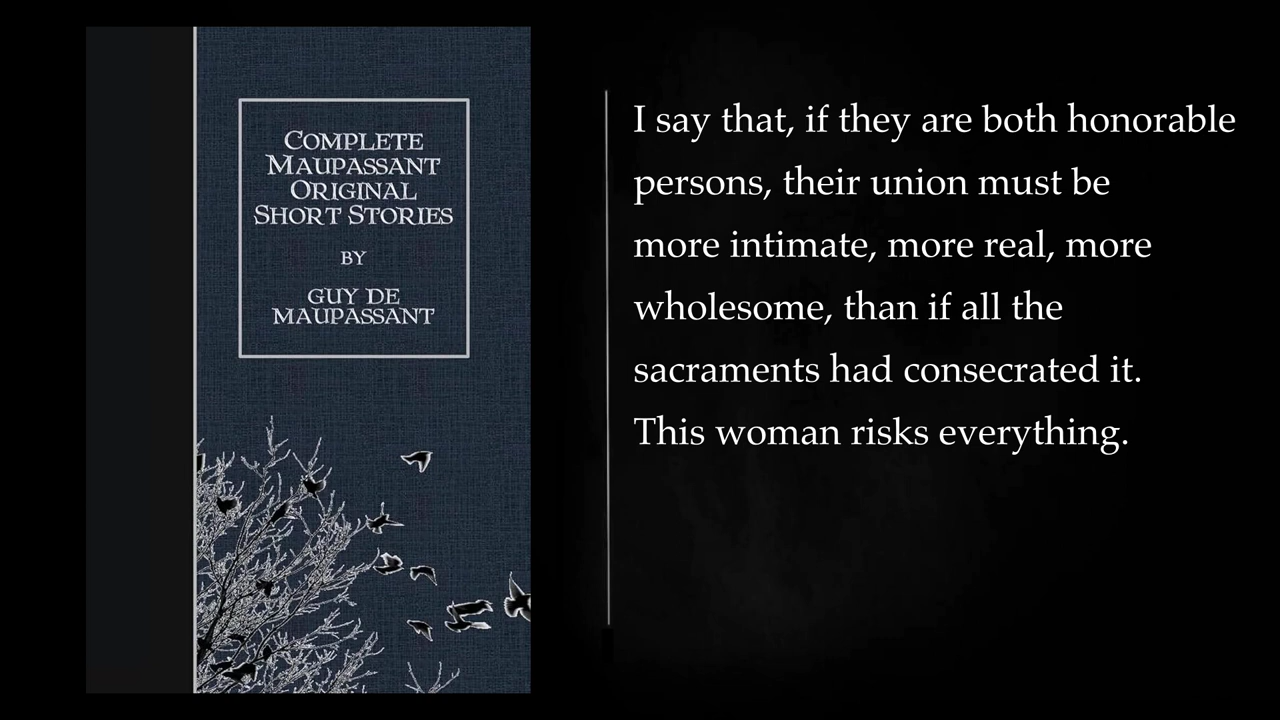 COMPLETE
MAUPASSANT
ORIGINAL
SHORT STORIES
BY
GUY DE
MAUPASSANT
I say that, if they are both honorable
persons, their union must be
more intimate, more real, more
wholesome, than if all the
sacraments had consecrated it.
This woman risks everything.